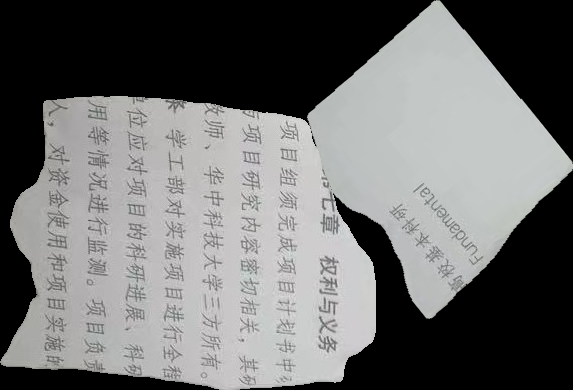 章 权利与义务
项目组须完成项目计划书中
项目研究内容密切相关，其
教师、华中科技大学三方所有。
条 学工部对实施项目进行全程
单位应对项目的科研进展、科研
用等情况进行监测。项目负责
人，对资金使用和项目实施的
高校基本科研
Fundamental